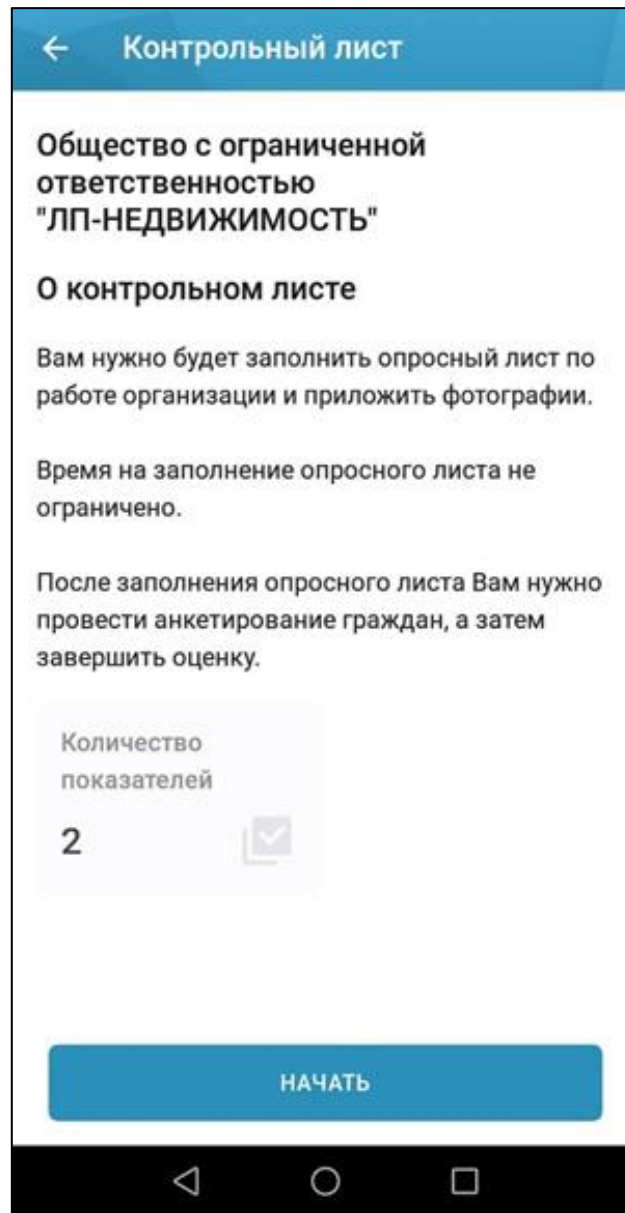 Контрольный лист
Общество с ограниченной
ответственностью
"ЛП-НЕДВИЖИМОСТЬ"
О контрольном листе
Вам нужно будет заполнить опросный лист по
работе организации и приложить фотографии.
Время на заполнение опросного листа не
ограничено.
После заполнения опросного листа Вам нужно
провести анкетирование граждан, а затем
завершить оценку.
Количество
показателей
2
НАЧАТЬ